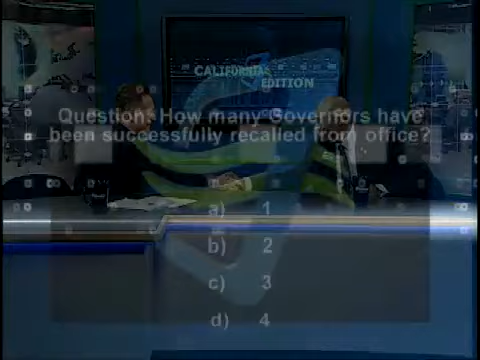 CALIFORNIA
EDITION
Question: How many Governors have
been successfully recalled from office?
a) 1
b) 2
c) 3
d) 4